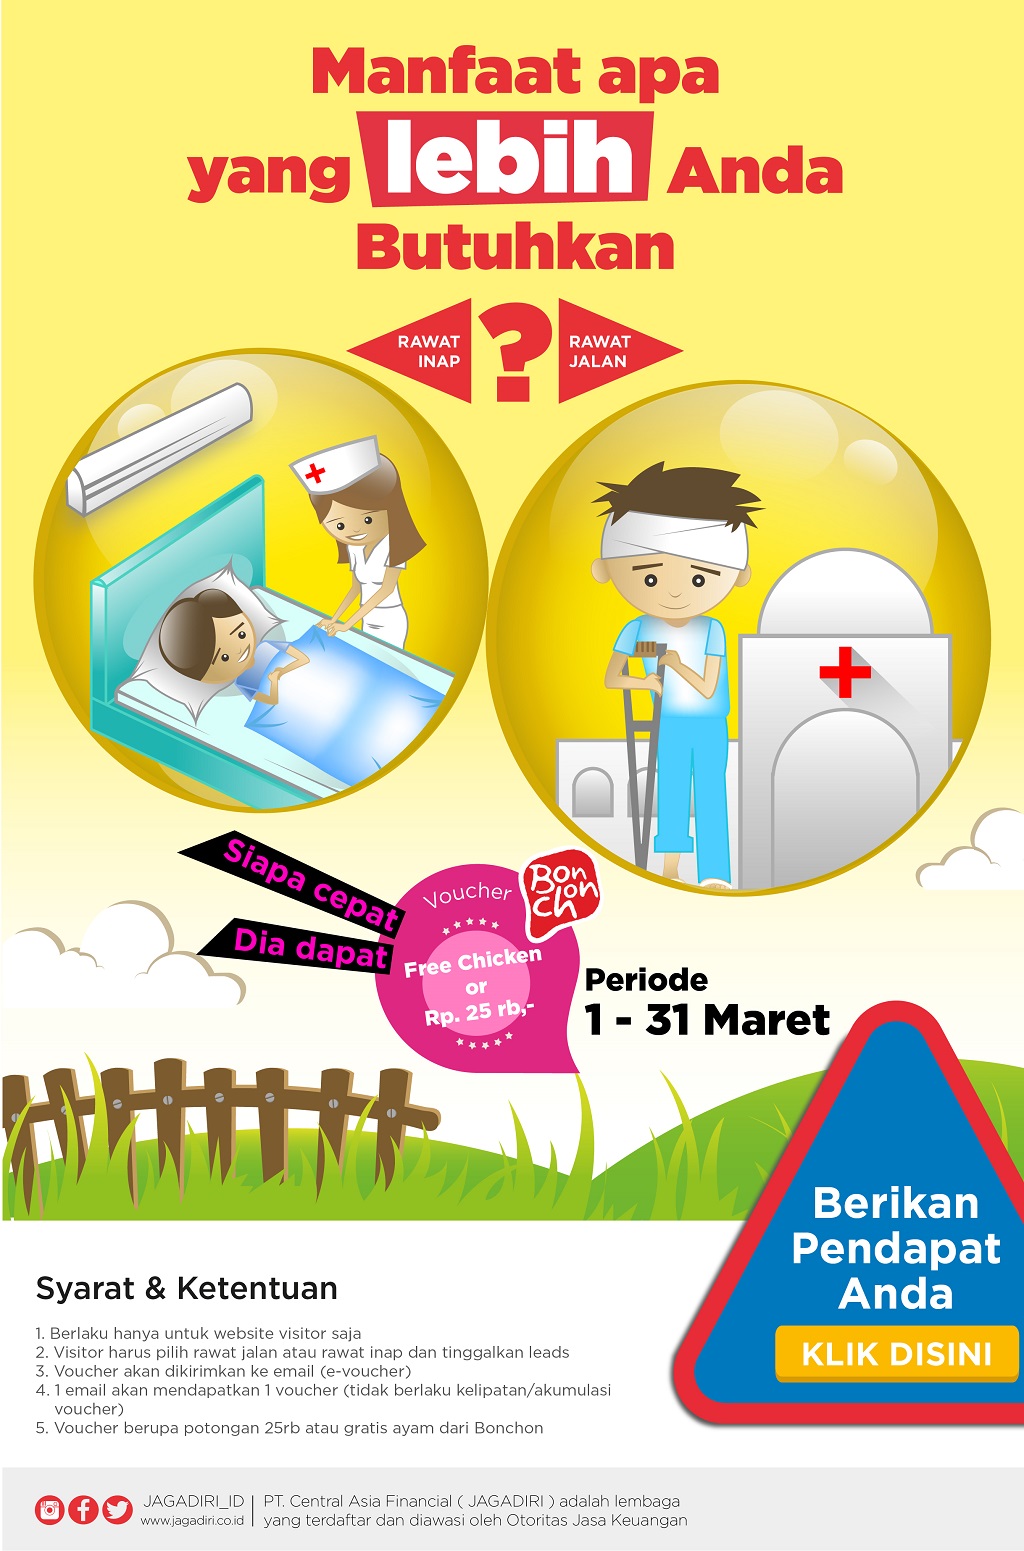 Manfaat apa
yang lebih Anda
Butuhkan
?
RAWAT
INAP
RAWAT
JALAN
Siapa cepat
Dia dapat
Voucher
BonChon
Free Chicken
or
Rp. 25 rb,-
Periode
1 - 31 Maret
Berikan
Pendapat
Anda
KLIK DISINI
Syarat & Ketentuan
1. Berlaku hanya untuk website visitor saja
2. Visitor harus pilih rawat jalan atau rawat inap dan tinggalkan leads
3. Voucher akan dikirimkan ke email (e-voucher)
4. 1 email akan mendapatkan 1 voucher (tidak berlaku kelipatan/akumulasi
voucher)
5. Voucher berupa potongan 25rb atau gratis ayam dari Bonchon
JAGADIRI_ID
www.jagadiri.co.id
PT. Central Asia Financial ( JAGADIRI ) adalah lembaga
yang terdaftar dan diawasi oleh Otoritas Jasa Keuangan